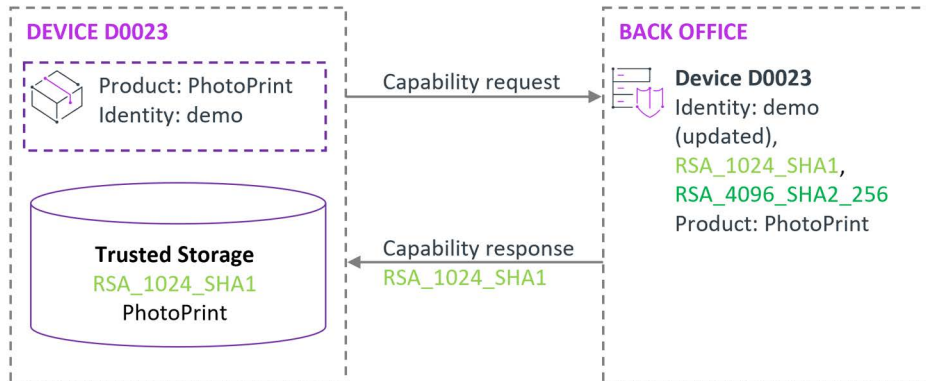 DEVICE D0023
Product: PhotoPrint
Identity: demo
Trusted Storage
RSA_1024_SHA1
PhotoPrint
Capability request
Capability response
RSA_1024_SHA1
BACK OFFICE
Device D0023
Identity: demo
(updated),
RSA_1024_SHA1,
RSA_4096_SHA2_256
Product: PhotoPrint